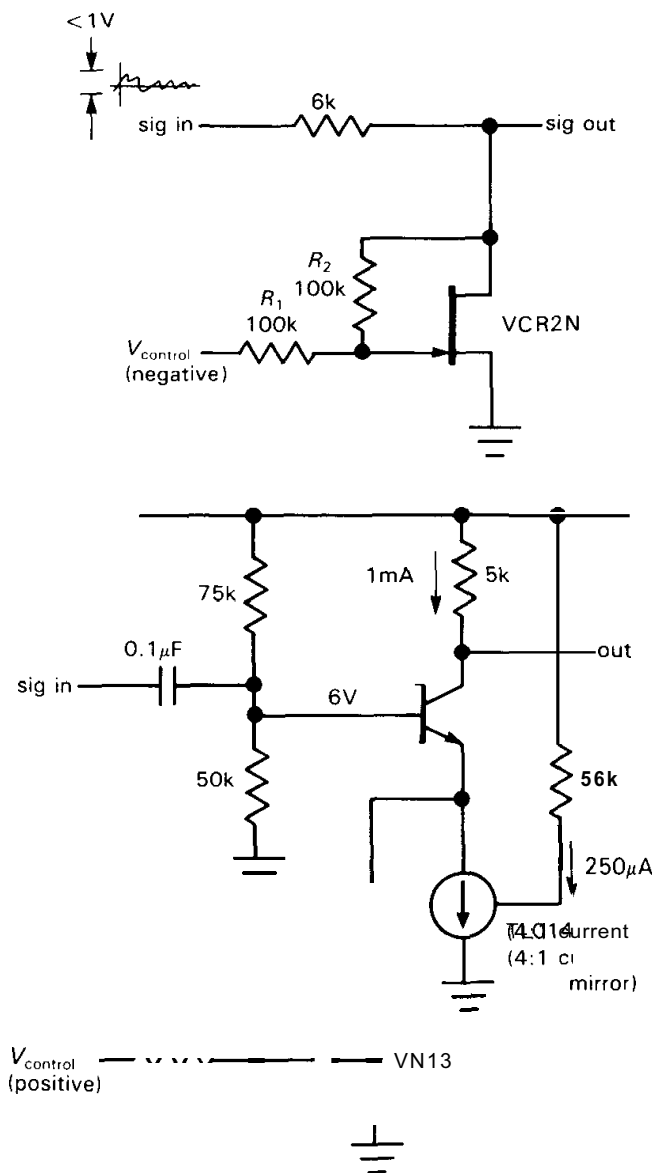 <1V
6k
sig in
sig out
R2
100k
R1
100k
VCR2N
Vcontrol
(negative)
75k
1mA
5k
0.1μF
out
sig in
6V
50k
56k
250μA
current
(4:1
mirror)
Vcontrol
VN13
(positive)